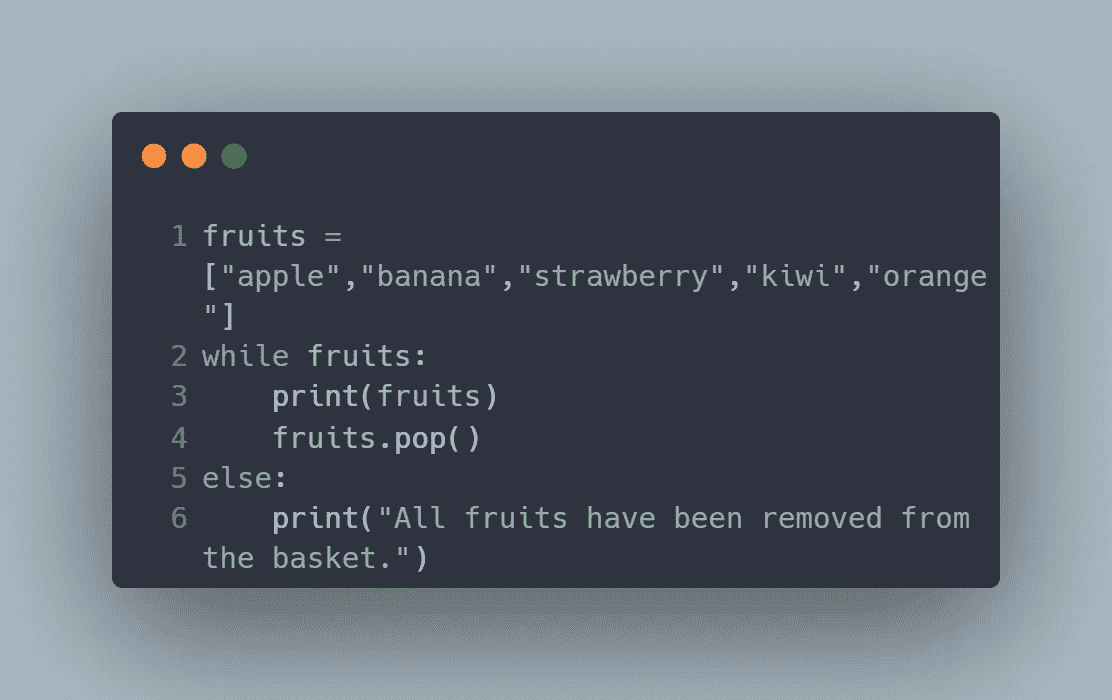 1 fruits =
["apple","banana","strawberry","kiwi","orange
"]
2 while fruits:
3     print(fruits)
4     fruits.pop()
5 else:
6     print("All fruits have been removed from
the basket.")